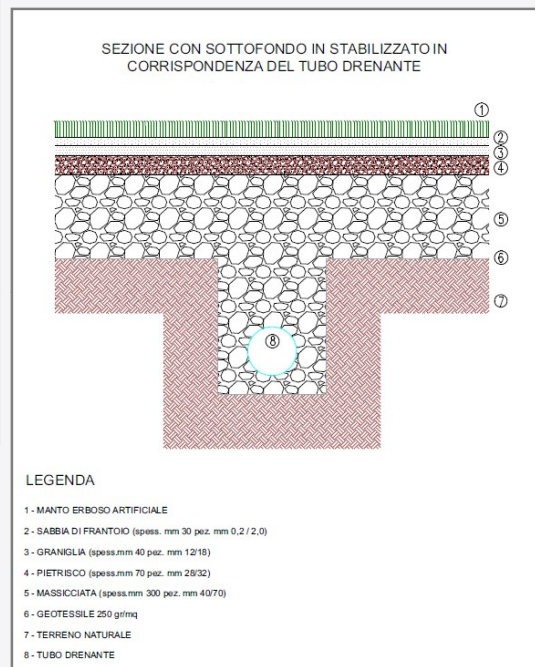 SEZIONE CON SOTTOFONDO IN STABILIZZATO IN
CORRISPONDENZA DEL TUBO DRENANTE
1
2
3
4
5
6
7
8
LEGENDA
1 - MANTO ERBOSO ARTIFICIALE
2 - SABBIA DI FRANTOIO (spess. mm 30 pez. mm 0,2 / 2,0)
3 - GRANIGLIA (spess.mm 40 pez. mm 12/18)
4 - PIETRISCO (spess.mm 70 pez. mm 28/32)
5 - MASSICCIATA (spess.mm 300 pez. mm 40/70)
6 - GEOTESSILE 250 gr/mq
7 - TERRENO NATURALE
8 - TUBO DRENANTE